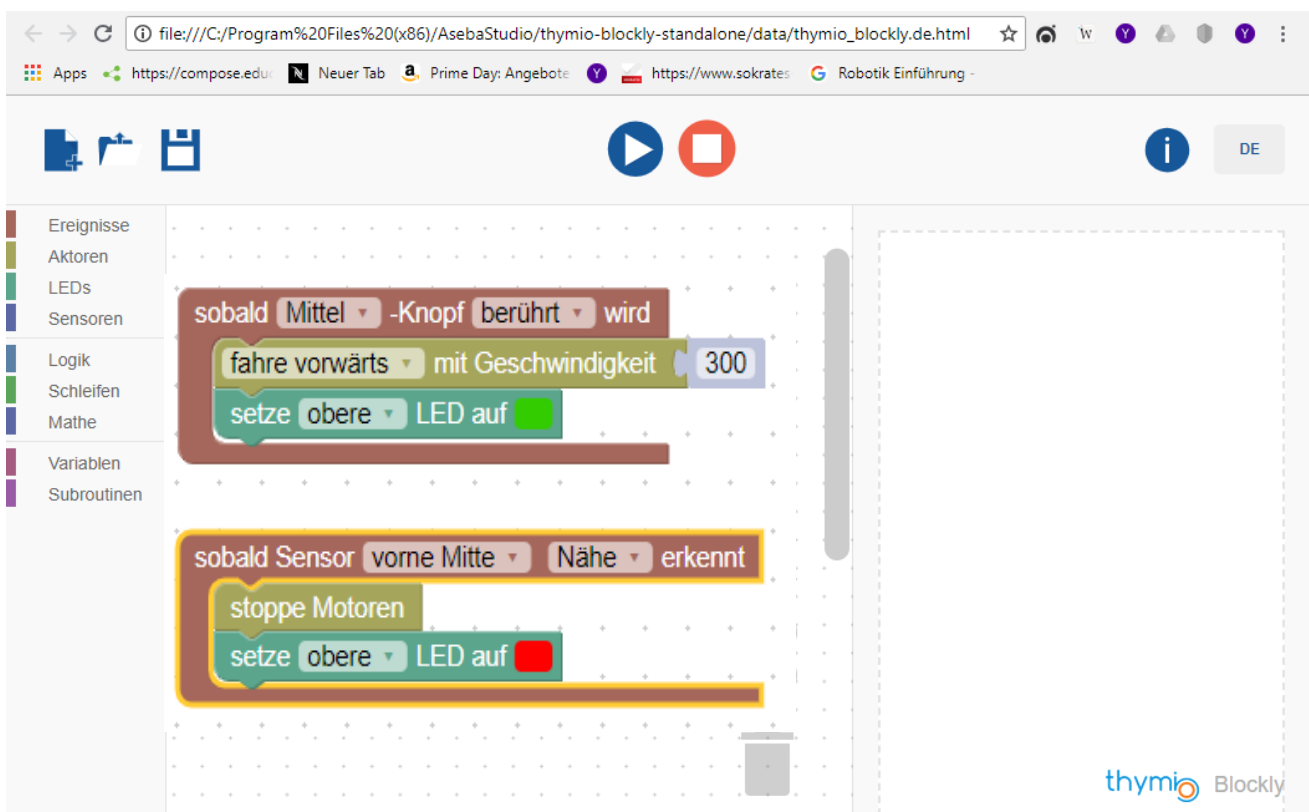 file:///C:/Program%20Files%20(x86)/AsebaStudio/thymio-blockly-standalone/data/thymio_blockly.de.html
Apps https://compose.edu Neuer Tab Prime Day: Angebote https://www.sokrates Robotik Einführung -
DE
Ereignisse
Aktoren
LEDs
Sensoren
Logik
Schleifen
Mathe
Variablen
Subroutinen
sobald Mittel -Knopf berührt wird
fahre vorwärts mit Geschwindigkeit 300
setze obere LED auf
sobald Sensor vorne Mitte Nähe erkennt
stoppe Motoren
setze obere LED auf
thymio Blockly